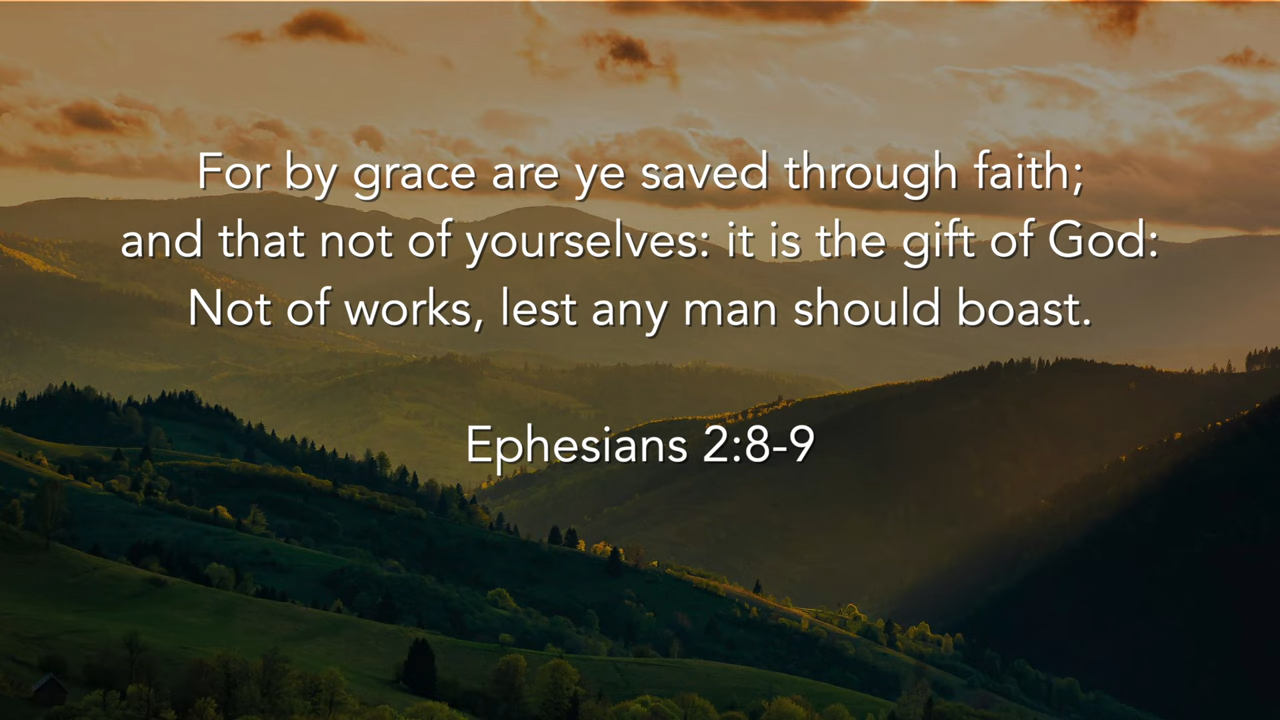 For by grace are ye saved through faith;
and that not of yourselves: it is the gift of God:
Not of works, lest any man should boast.
Ephesians 2:8-9